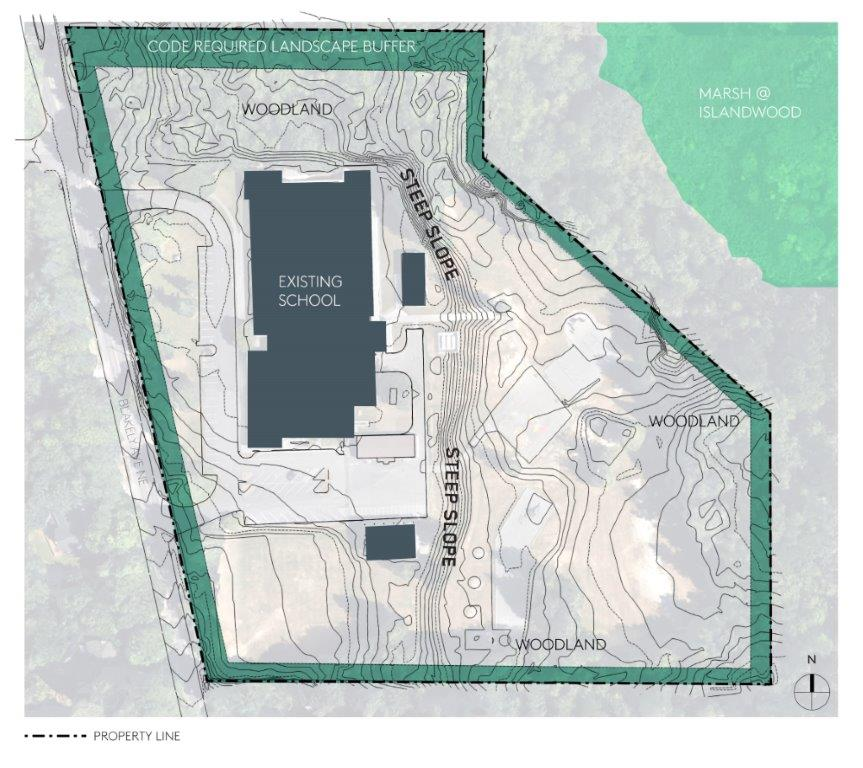 CODE REQUIRED LANDSCAPE BUFFER
WOODLAND
MARSH @
ISLANDWOOD
STEEP SLOPE
EXISTING
SCHOOL
WOODLAND
STEEP SLOPE
WOODLAND
N
PROPERTY LINE